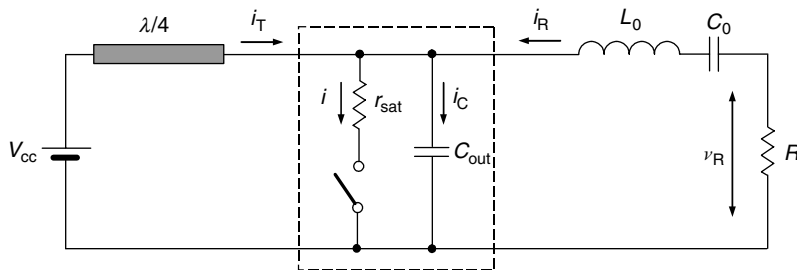 λ/4
i_T
i_R
L_0
C_0
i
r_sat
i_C
C_out
V_cc
v_R
R